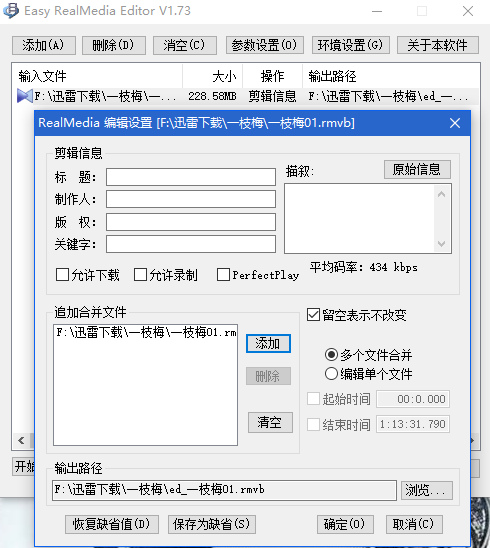 Easy RealMedia Editor V1.73
添加(A) 删除(D) 清空(C) 参数设置(O) 环境设置(G) 关于本软件
输入文件 大小 操作 输出路径
F:\迅雷下载\一枝梅\一... 228.58MB 剪辑信息 F:\迅雷下载\一枝梅\ed_一...
RealMedia 编辑设置 [F:\迅雷下载\一枝梅\一枝梅01.rmvb]
剪辑信息
标 题: 描叙: 原始信息
制作人:
版 权:
关键字:
允许下载 允许录制 PerfectPlay 平均码率: 434 kbps
追加合并文件 留空表示不改变
F:\迅雷下载\一枝梅\一枝梅01.rm
添加 多个文件合并
删除 编辑单个文件
起始时间 00:0.000
清空 结束时间 1:13:31.790
开始
输出路径
F:\迅雷下载\一枝梅\ed_一枝梅01.rmvb 浏览...
恢复缺省值(D) 保存为缺省(S) 确定(O) 取消(C)